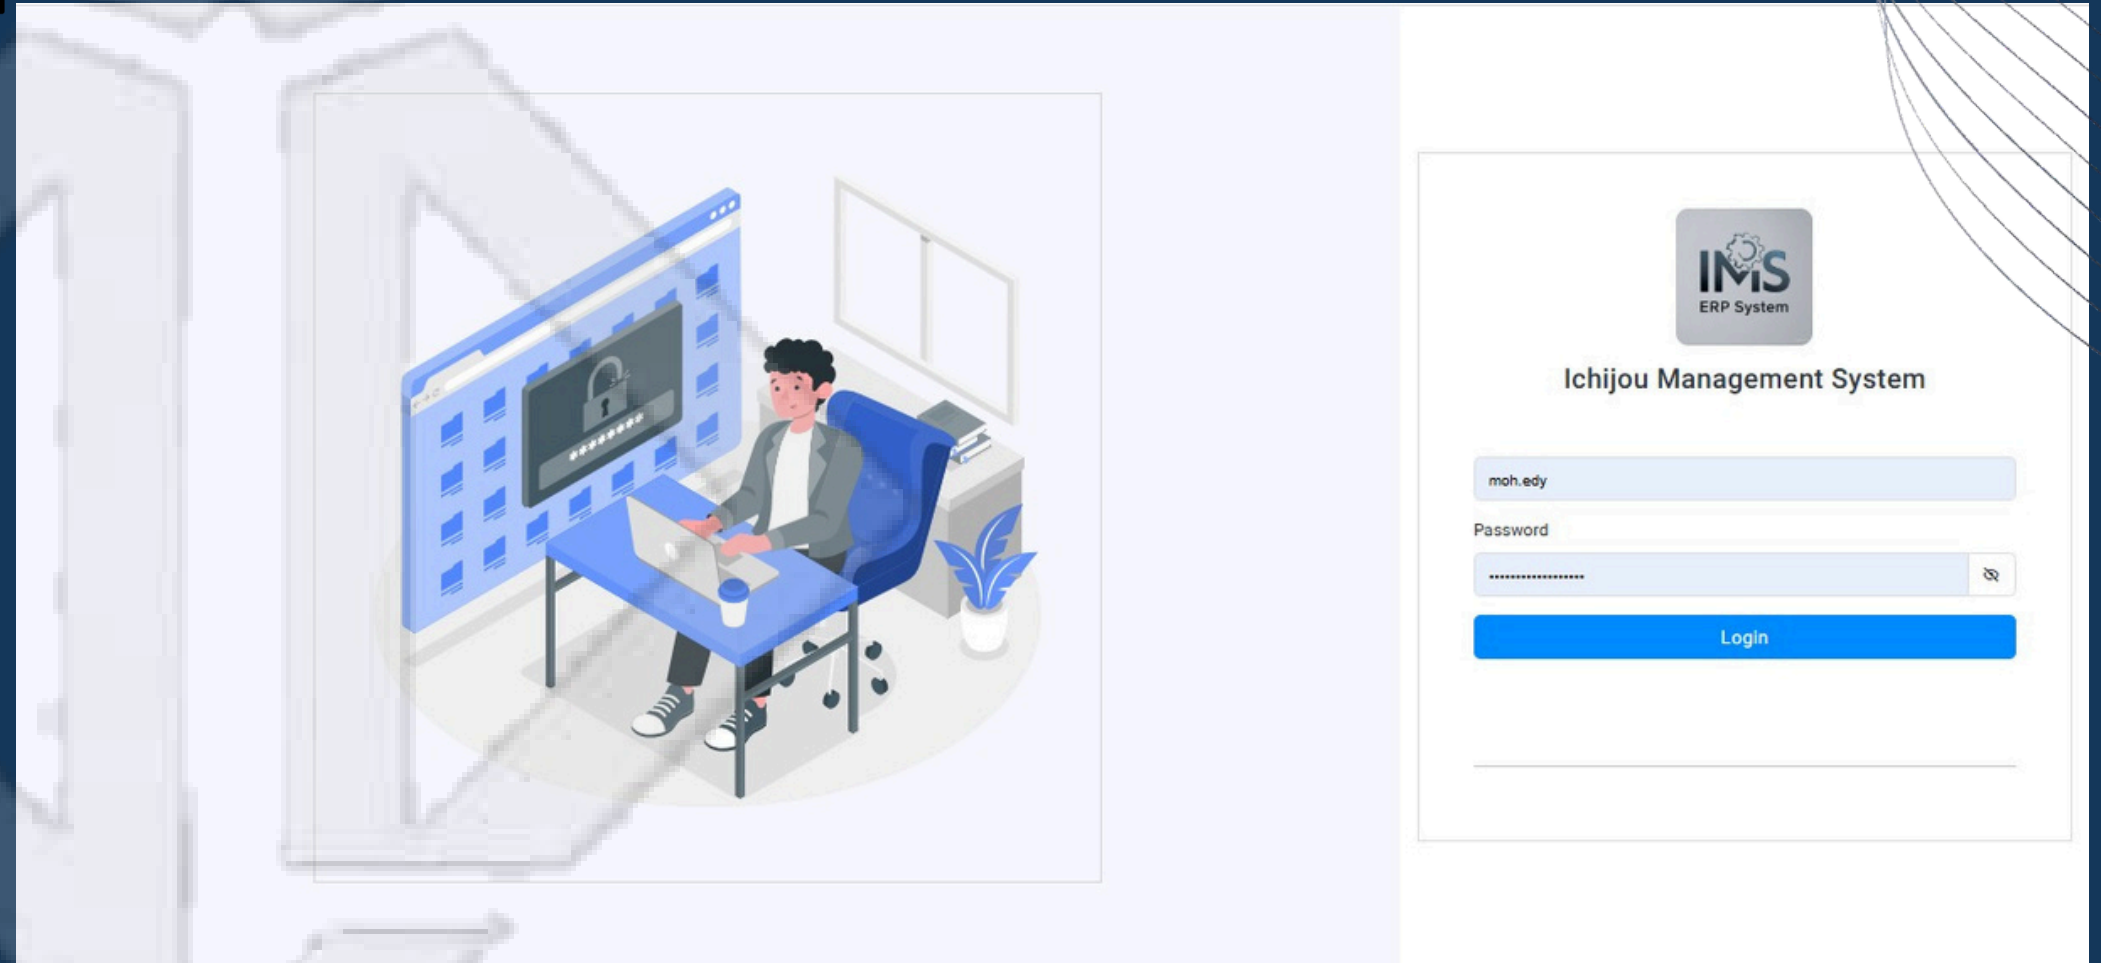 IMS
ERP System
Ichijou Management System
moh.edy
Password
Login